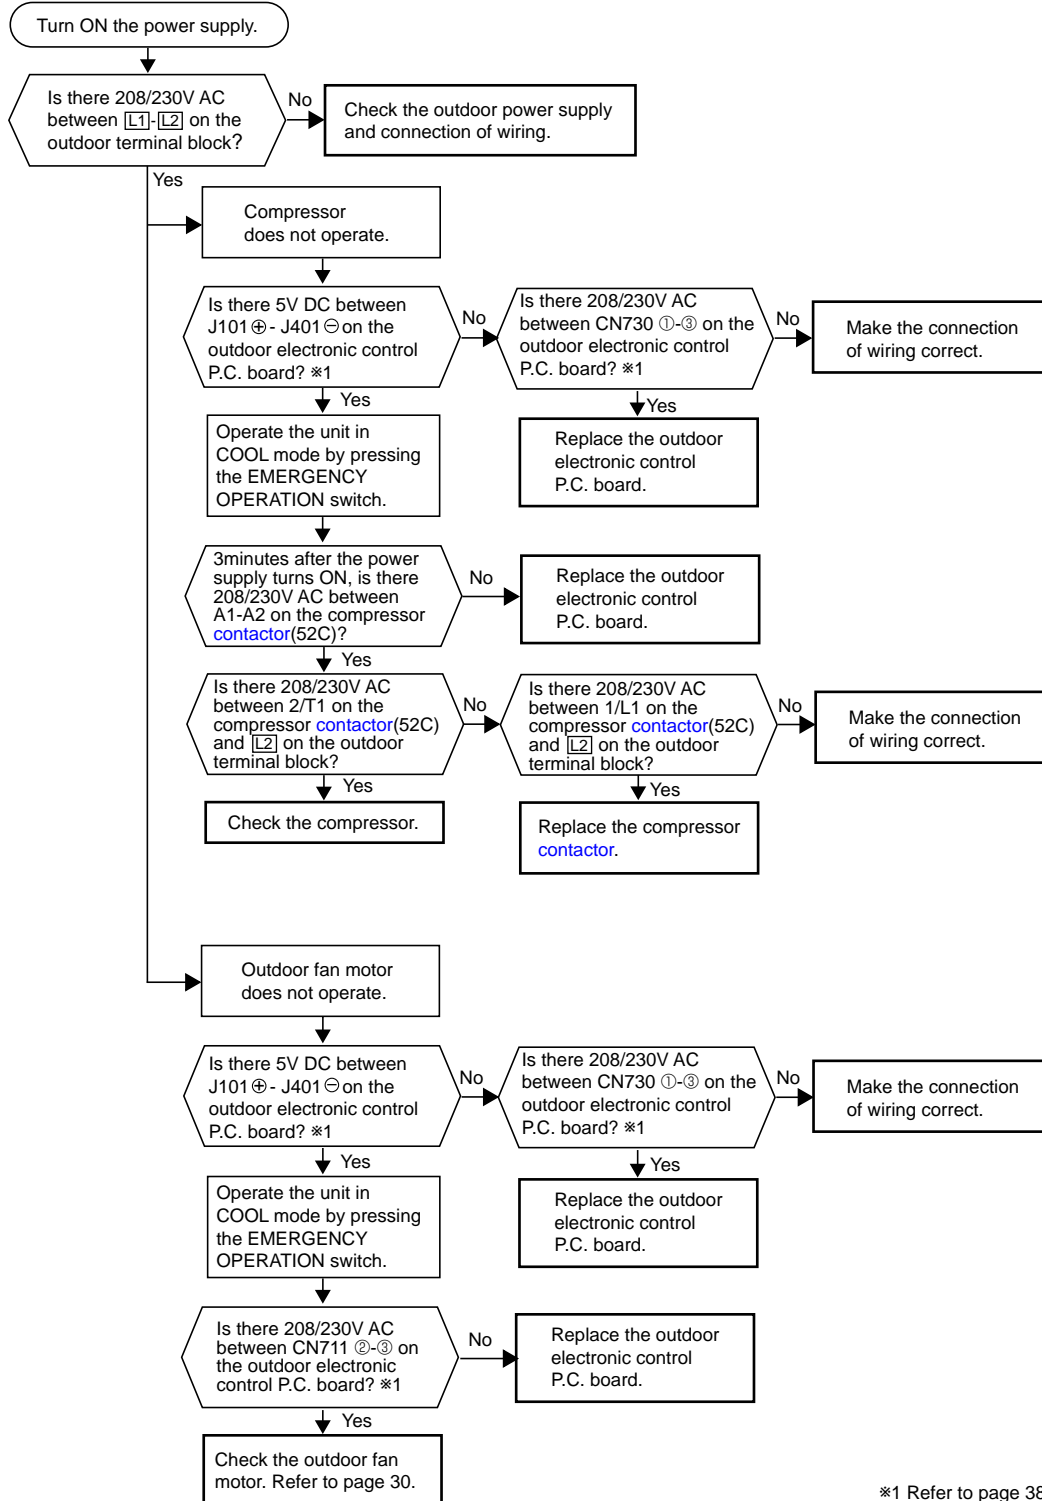 Turn ON the power supply.
Is there 208/230V AC
between L1-L2 on the
outdoor terminal block?
No
Check the outdoor power supply
and connection of wiring.
Yes
Compressor
does not operate.
Is there 5V DC between
J101 ⊕ - J401 ⊖ on the
outdoor electronic control
P.C. board? ※1
No
Is there 208/230V AC
between CN730 ①-③ on the
outdoor electronic control
P.C. board? ※1
No
Make the connection
of wiring correct.
Yes
Yes
Operate the unit in
COOL mode by pressing
the EMERGENCY
OPERATION switch.
Replace the outdoor
electronic control
P.C. board.
3minutes after the power
supply turns ON, is there
208/230V AC between
A1-A2 on the compressor
contactor(52C)?
No
Replace the outdoor
electronic control
P.C. board.
Yes
Is there 208/230V AC
between 2/T1 on the
compressor contactor(52C)
and L2 on the outdoor
terminal block?
No
Is there 208/230V AC
between 1/L1 on the
compressor contactor(52C)
and L2 on the outdoor
terminal block?
No
Make the connection
of wiring correct.
Yes
Yes
Check the compressor.
Replace the compressor
contactor.
Outdoor fan motor
does not operate.
Is there 5V DC between
J101 ⊕ - J401 ⊖ on the
outdoor electronic control
P.C. board? ※1
No
Is there 208/230V AC
between CN730 ①-③ on the
outdoor electronic control
P.C. board? ※1
No
Make the connection
of wiring correct.
Yes
Yes
Operate the unit in
COOL mode by pressing
the EMERGENCY
OPERATION switch.
Replace the outdoor
electronic control
P.C. board.
Is there 208/230V AC
between CN711 ②-③ on
the outdoor electronic
control P.C. board? ※1
No
Replace the outdoor
electronic control
P.C. board.
Yes
Check the outdoor fan
motor. Refer to page 30.
※1 Refer to page 38